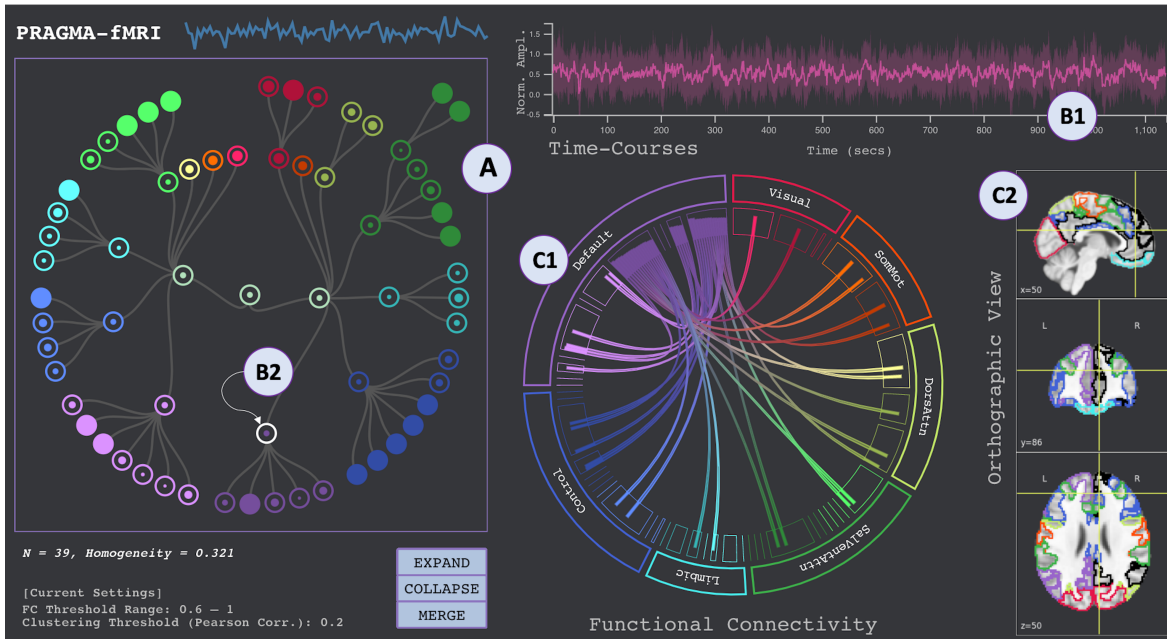 PRAGMA-fMRI
A
B2
N = 39, Homogeneity = 0.321
[Current Settings]
FC Threshold Range: 0.6 – 1
Clustering Threshold (Pearson Corr.): 0.2
EXPAND
COLLAPSE
MERGE
Norm. Ampl.
1.5
1.0
0.5
0.0
-0.5
0 100 200 300 400 500 600 700 800 900 1,100
B1
Time-Courses
Time (secs)
C1
Default
Visual
SomMot
DorsAttn
SalVentAttn
Limbic
Control
Functional Connectivity
C2
Orthographic View
x=50
L R
y=86
L R
z=50